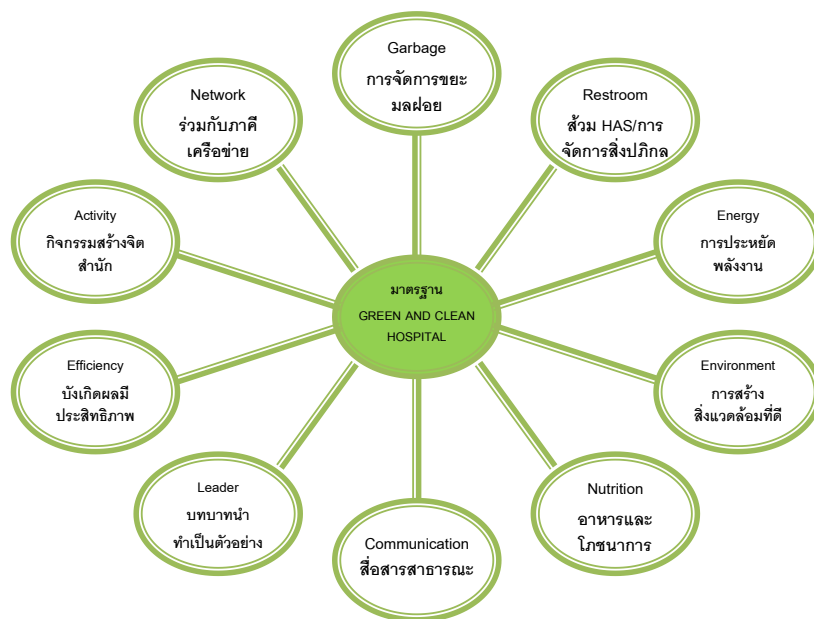 Garbage
การจัดการขยะ
มลฝอย
Restroom
ส้วม HAS/การ
จัดการสิ่งปภิกล
Energy
การประหยัด
พลังงาน
Environment
การสร้าง
สิ่งแวดล้อมที่ดี
Nutrition
อาหารและ
โภชนาการ
Communication
สื่อสารสาธารณะ
Leader
บทบาทนำ
ทำเป็นตัวอย่าง
Efficiency
บังเกิดผลมี
ประสิทธิภาพ
Activity
กิจกรรมสร้างจิต
สำนัก
Network
ร่วมกับภาคี
เครือข่าย
มาตรฐาน
GREEN AND CLEAN
HOSPITAL